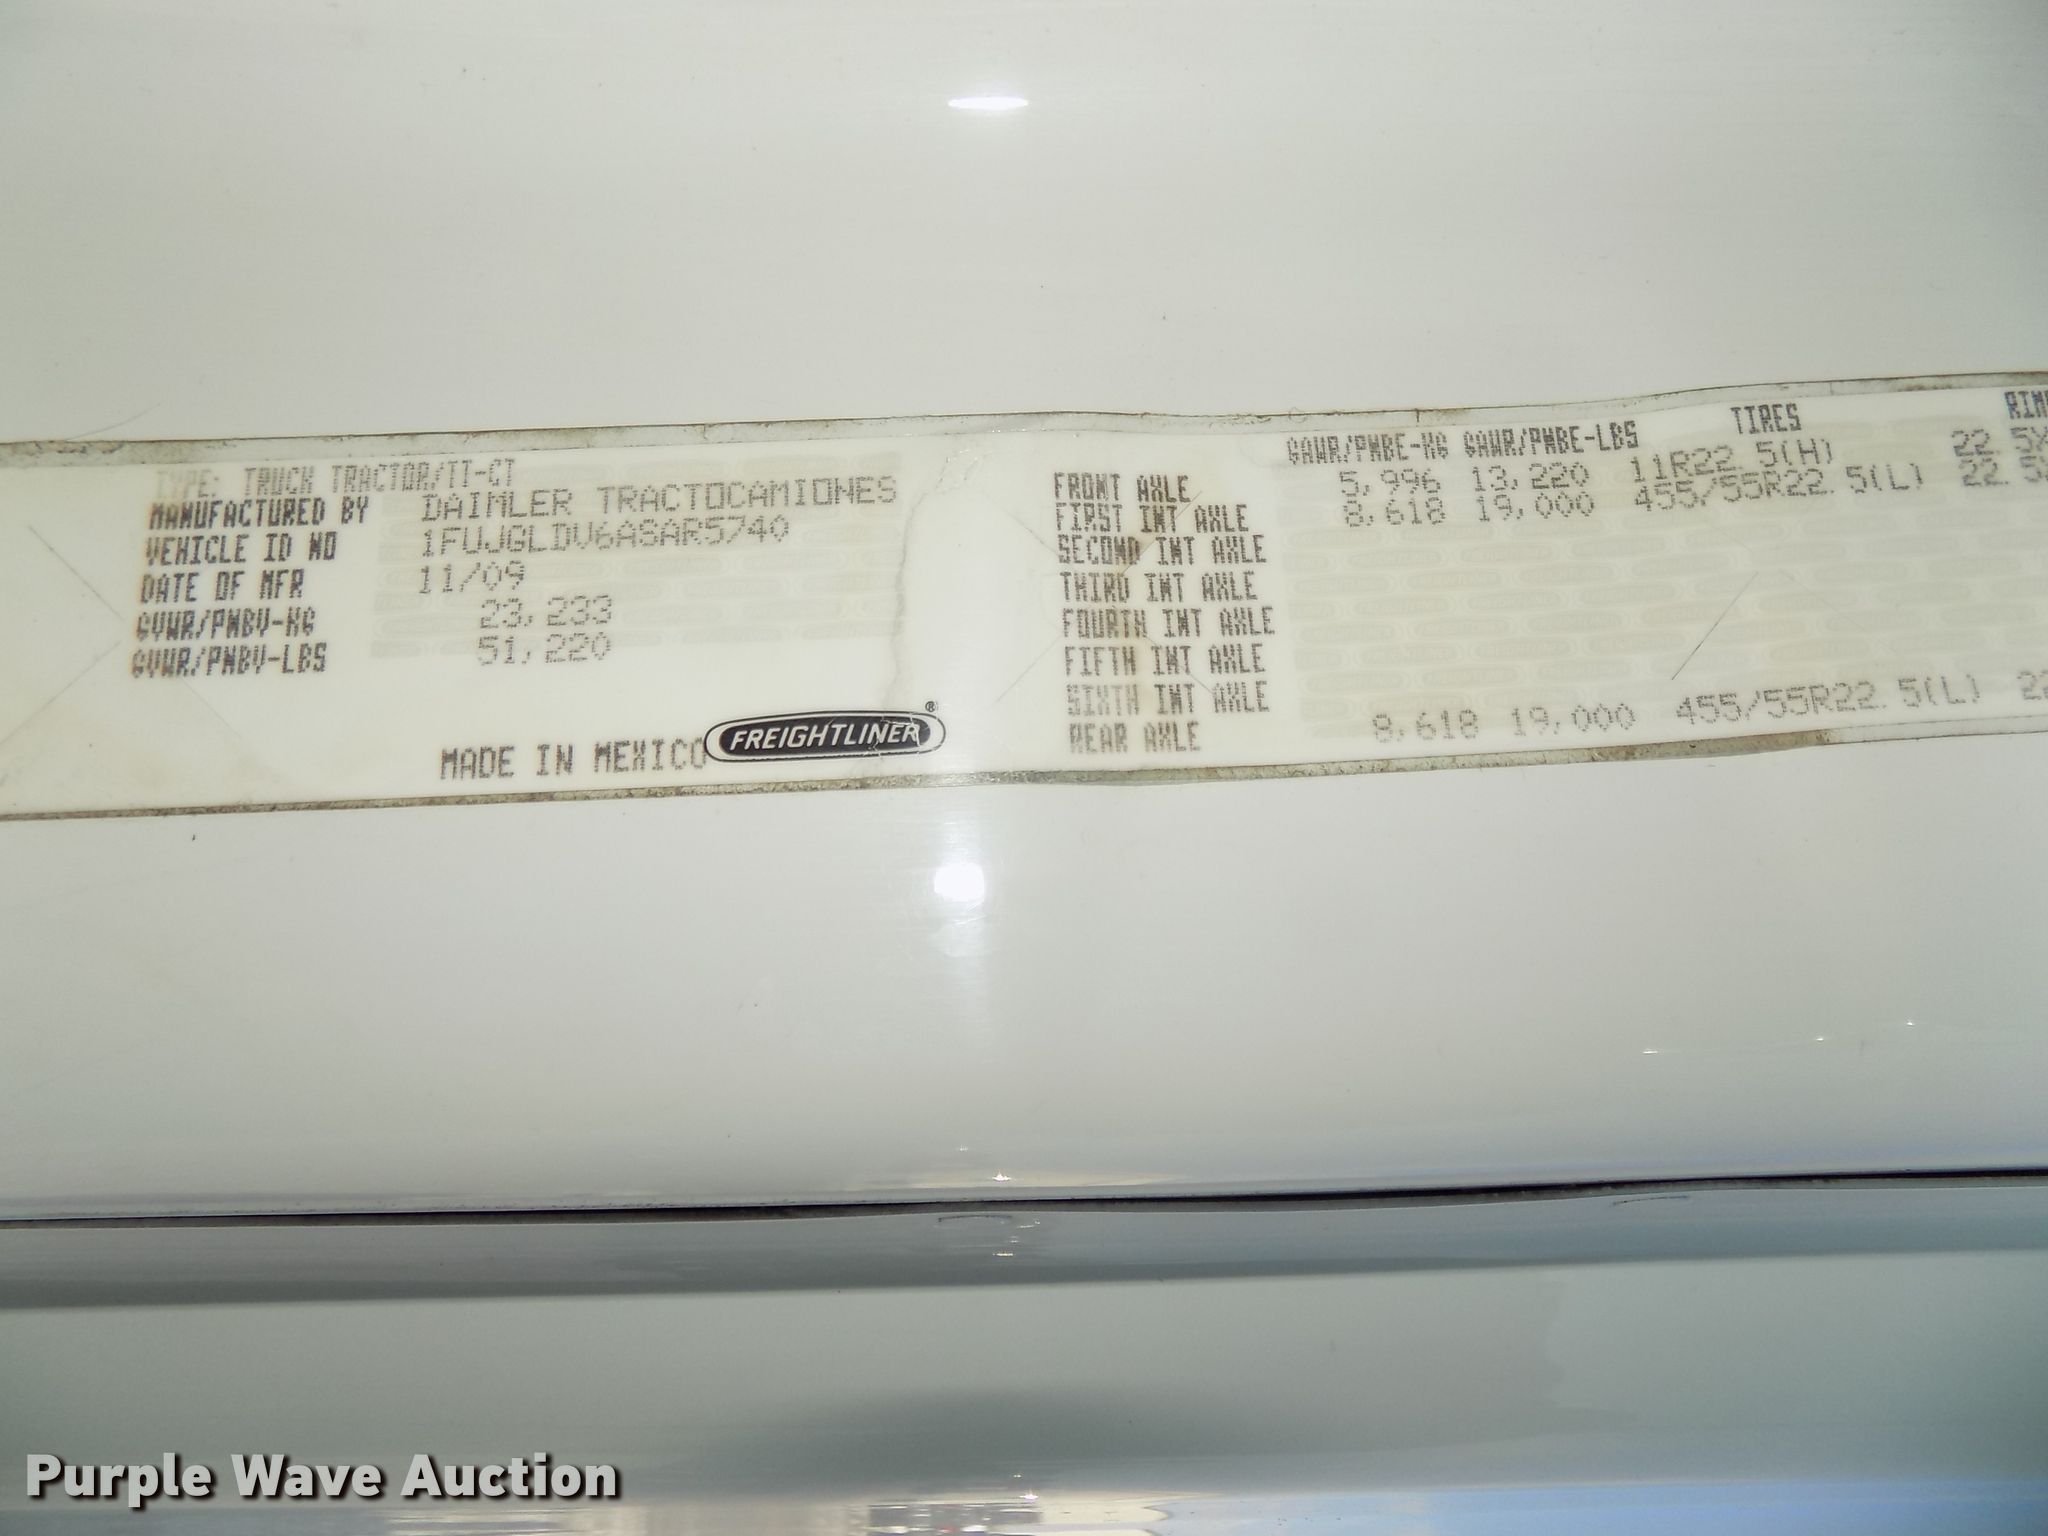 TYPE: TRUCK TRACTOR/TT-CT
MANUFACTURED BY DAIMLER TRACTOCAMIONES
VEHICLE ID NO 1FUJGLDV6ASAR5740
DATE OF MFR 11/09
GVWR/PNBV-KG 23,233
GVWR/PNBV-LBS 51,220
MADE IN MEXICO FREIGHTLINER®
GAWR/PMBE-KG GAWR/PMBE-LBS TIRES
FRONT AXLE 5,996 13,220 11R22.5(H)
FIRST INT AXLE 8,618 19,000 455/55R22.5(L)
SECOND INT AXLE
THIRD INT AXLE
FOURTH INT AXLE
FIFTH INT AXLE
SIXTH INT AXLE
REAR AXLE 8,618 19,000 455/55R22.5(L)
Purple Wave Auction